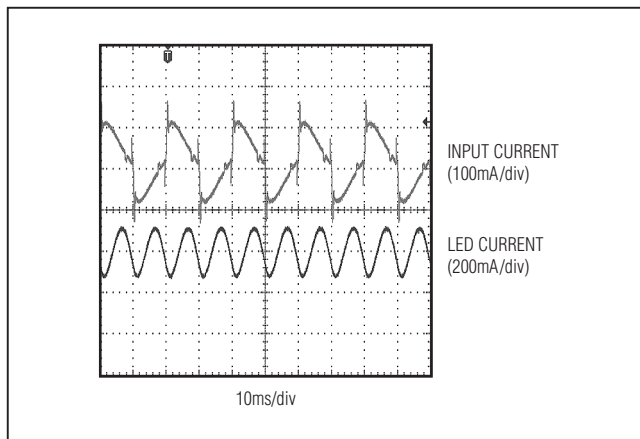 T
INPUT CURRENT
(100mA/div)
LED CURRENT
(200mA/div)
10ms/div